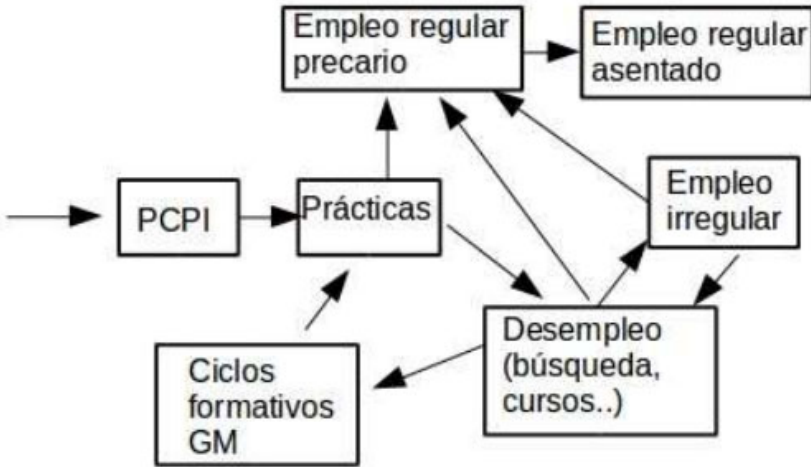 Empleo regular
precario
Empleo regular
asentado
PCPI
Prácticas
Empleo
irregular
Ciclos
formativos
GM
Desempleo
(búsqueda,
cursos..)